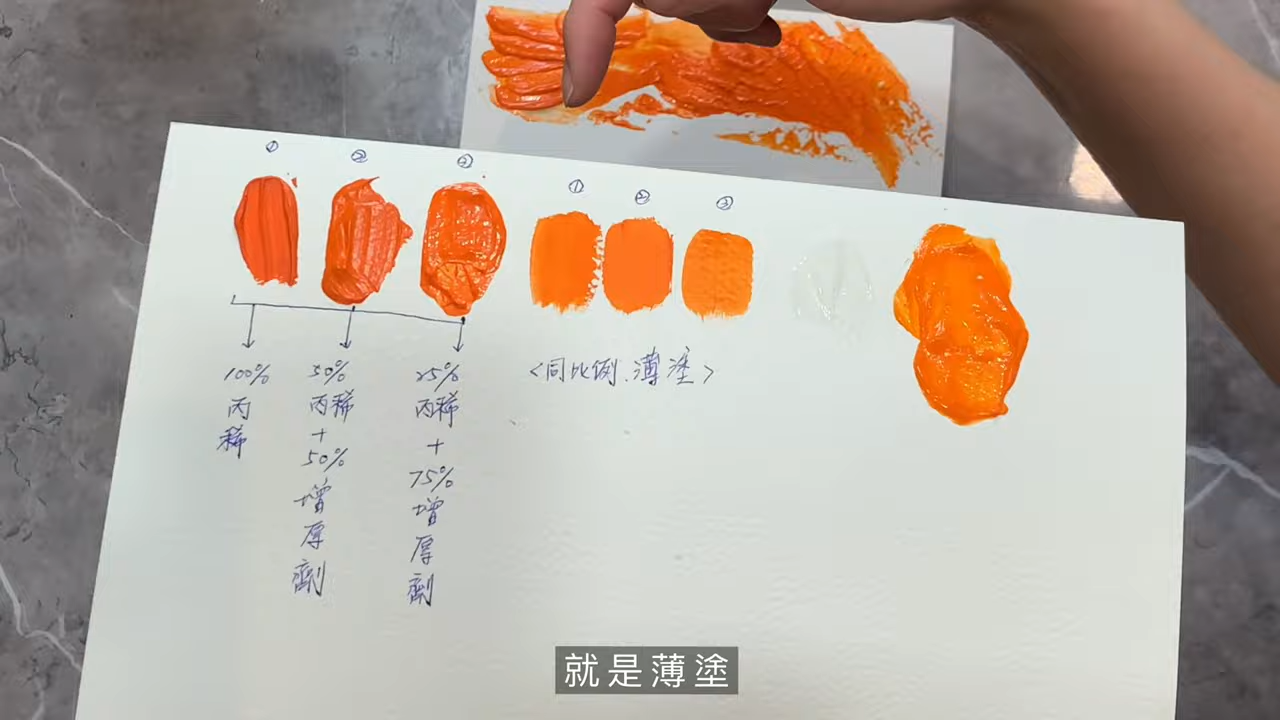 ① ② ③
① ② ③
100%
丙
稀
50%
丙稀
+
50%
增
厚
劑
25%
丙稀
+
75%
增
厚
劑
<同比例、薄塗>
就是薄塗